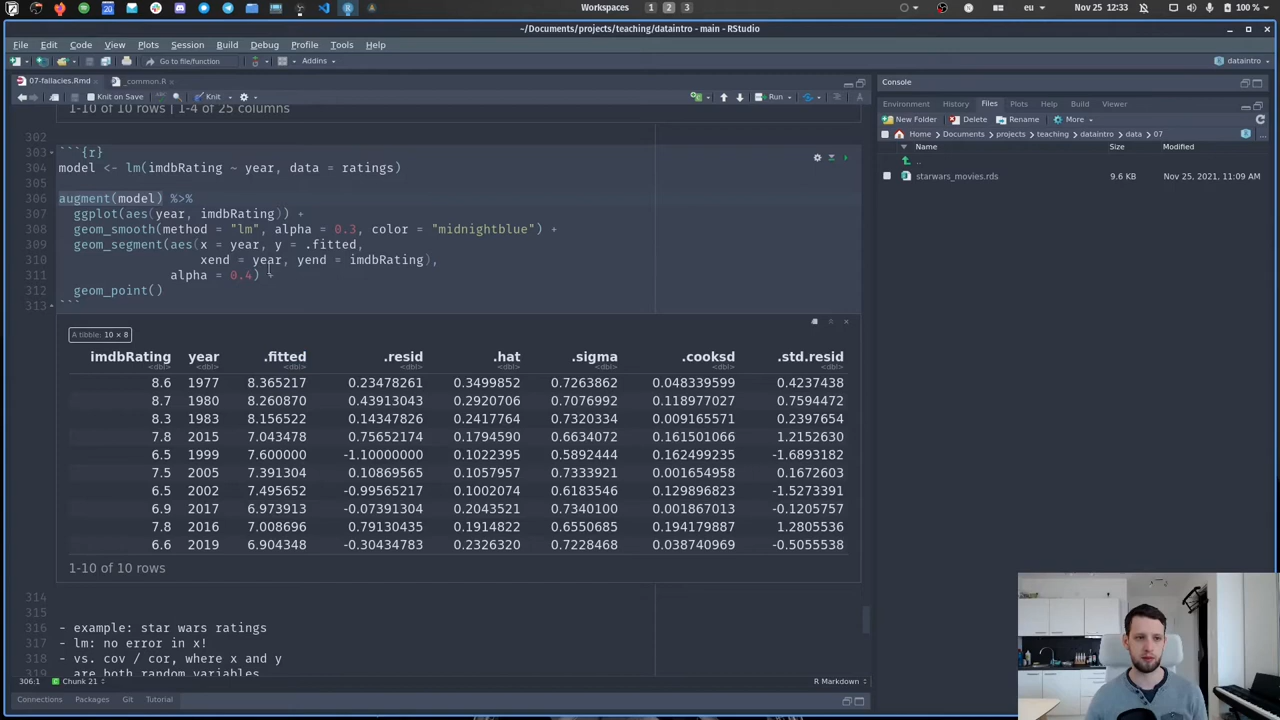 Workspaces 1 2 3
eu Nov 25 12:33 100 %
20
~/Documents/projects/teaching/dataintro - main - RStudio
File Edit Code View Plots Session Build Debug Profile Tools Help
Go to file/function Addins dataintro
07-fallacies.Rmd common.R
Knit on Save Knit Run
1-10 of 10 rows | 1-4 of 25 columns
302
303 ```{r}
304 model <- lm(imdbRating ~ year, data = ratings)
305
306 augment(model) %>%
307 ggplot(aes(year, imdbRating)) +
308 geom_smooth(method = "lm", alpha = 0.3, color = "midnightblue") +
309 geom_segment(aes(x = year, y = .fitted,
310 xend = year, yend = imdbRating),
311 alpha = 0.4) +
312 geom_point()
313 ```
A tibble: 10 × 8
imdbRating year .fitted .resid .hat .sigma .cooksd .std.resid
<dbl> <dbl> <dbl> <dbl> <dbl> <dbl> <dbl> <dbl>
8.6 1977 8.365217 0.23478261 0.3499852 0.7263862 0.048339599 0.4237438
8.7 1980 8.260870 0.43913043 0.2920706 0.7076992 0.118977027 0.7594472
8.3 1983 8.156522 0.14347826 0.2417764 0.7320334 0.009165571 0.2397654
7.8 2015 7.043478 0.75652174 0.1794590 0.6634072 0.161501066 1.2152630
6.5 1999 7.600000 -1.10000000 0.1022395 0.5892444 0.162499235 -1.6893182
7.5 2005 7.391304 0.10869565 0.1057957 0.7333921 0.001654958 0.1672603
6.5 2002 7.495652 -0.99565217 0.1002074 0.6183546 0.129896823 -1.5273391
6.9 2017 6.973913 -0.07391304 0.2043521 0.7340100 0.001867013 -0.1205757
7.8 2016 7.008696 0.79130435 0.1914822 0.6550685 0.194179887 1.2805536
6.6 2019 6.904348 -0.30434783 0.2326320 0.7228468 0.038740969 -0.5055538
1-10 of 10 rows
314
315
316 - example: star wars ratings
317 - lm: no error in x!
318 - vs. cov / cor, where x and y
319 are both random variables
306:1 Chunk 21 R Markdown
Connections Packages Git Tutorial
Console
Environment History Files Plots Help Build Viewer
New Folder Delete Rename More
Home Documents projects teaching dataintro data 07
Name Size Modified
..
starwars_movies.rds 9.6 KB Nov 25, 2021, 11:09 AM